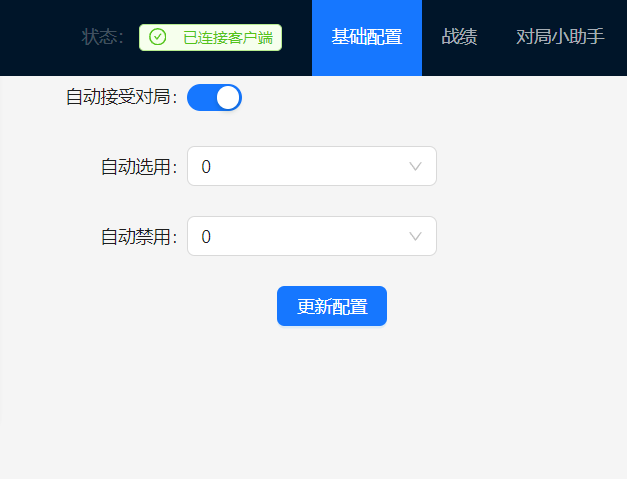 状态： 已连接客户端 基础配置 战绩 对局小助手
自动接受对局：
自动选用： 0
自动禁用： 0
更新配置